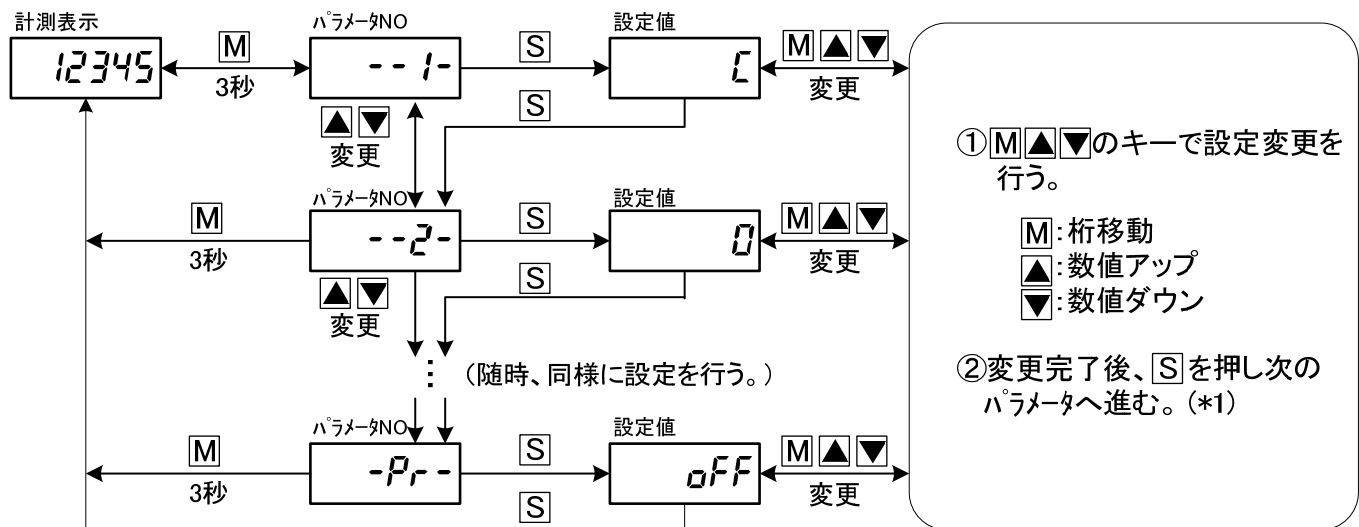 計測表示
パラメータNO
設定値
12345
M
3秒
--1-
S
C
M▲▼
変更
▲▼
変更
S
パラメータNO
設定値
M
3秒
--2-
S
0
M▲▼
変更
▲▼
変更
S
(随時、同様に設定を行う。)
パラメータNO
設定値
M
3秒
-Pr-
S
oFF
M▲▼
変更
S
①M▲▼のキーで設定変更を
行う。
M:桁移動
▲:数値アップ
▼:数値ダウン
②変更完了後、Sを押し次の
パラメータへ進む。(*1)